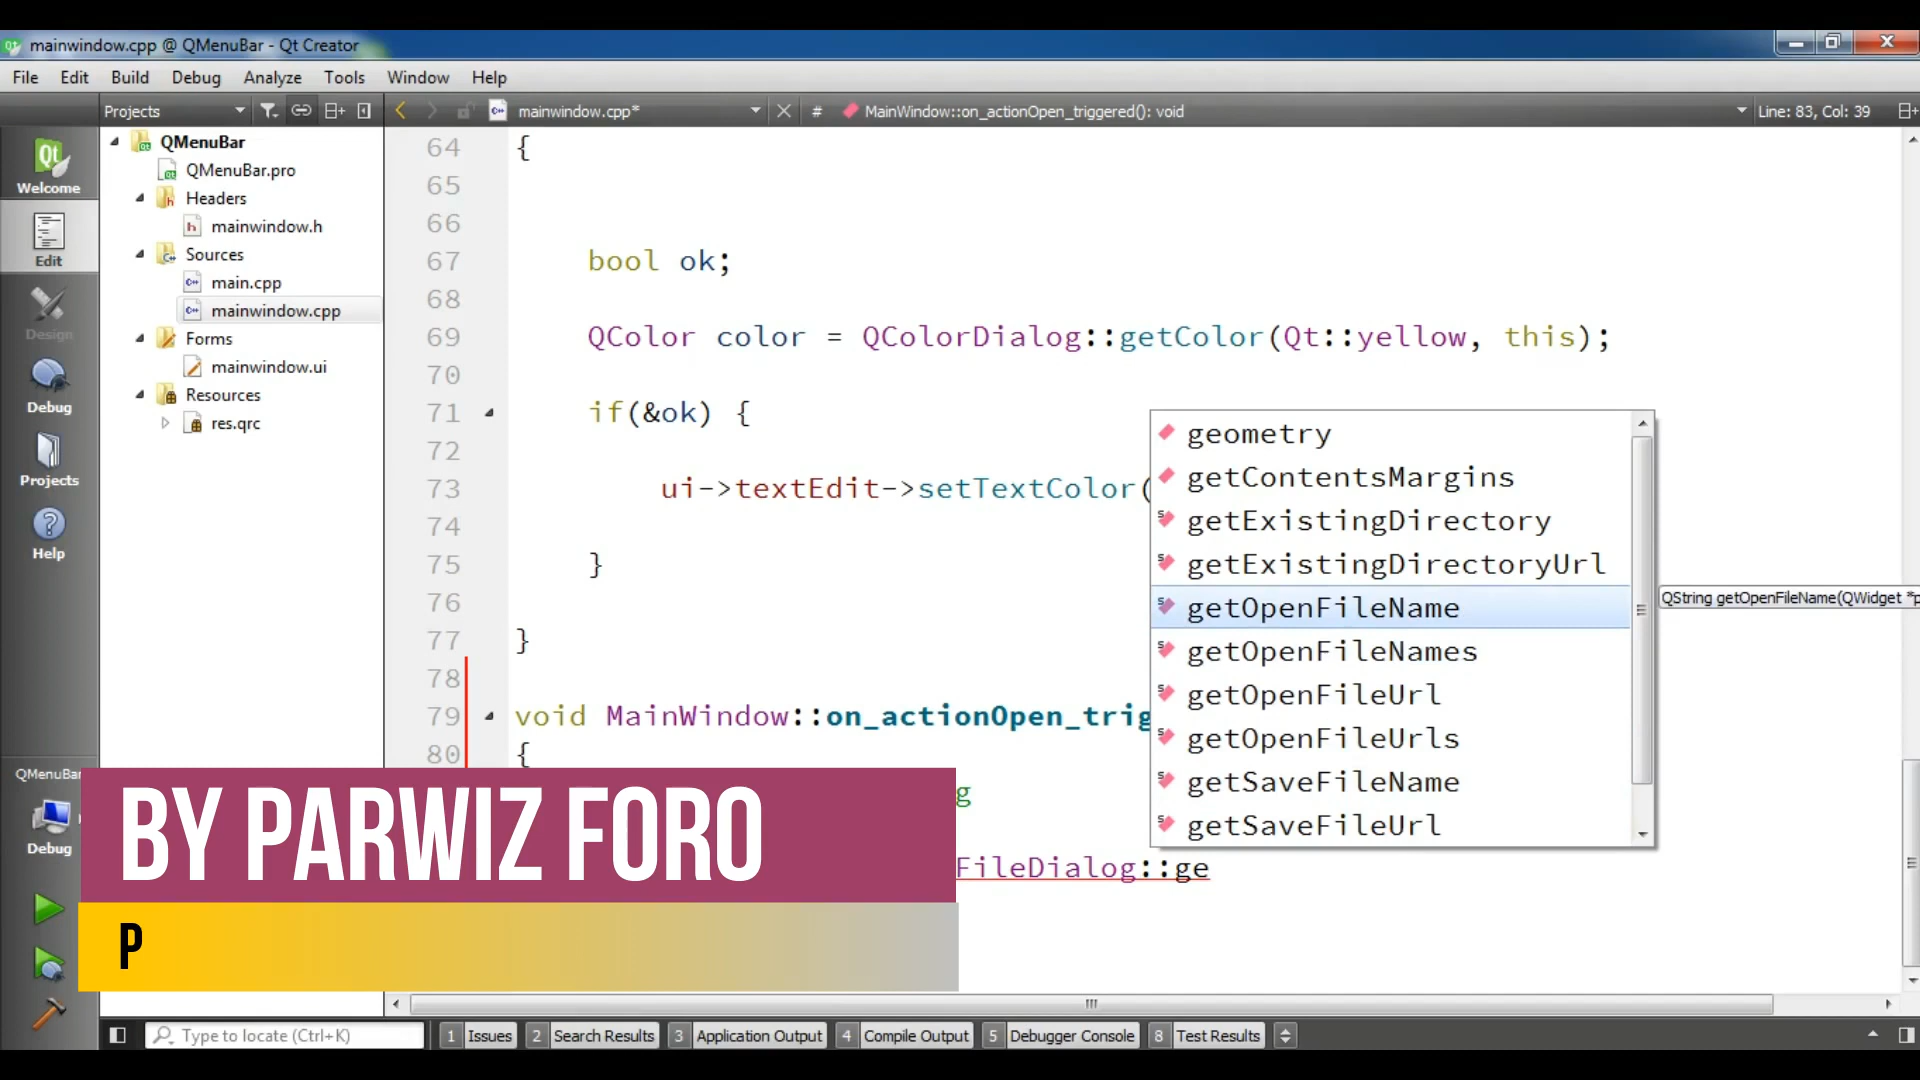 mainwindow.cpp @ QMenuBar - Qt Creator
File Edit Build Debug Analyze Tools Window Help
Projects mainwindow.cpp* # MainWindow::on_actionOpen_triggered(): void Line: 83, Col: 39
Welcome
Edit
Design
Debug
Projects
Help
QMenuBar
Debug
QMenuBar
QMenuBar.pro
Headers
mainwindow.h
Sources
main.cpp
mainwindow.cpp
Forms
mainwindow.ui
Resources
res.qrc
64 {
65
66
67 bool ok;
68
69 QColor color = QColorDialog::getColor(Qt::yellow, this);
70
71 if(&ok) {
72
73 ui->textEdit->setTextColor(
74
75 }
76
77 }
78
79 void MainWindow::on_actionOpen_trig
80 {
g
FileDialog::ge
geometry
getContentsMargins
getExistingDirectory
getExistingDirectoryUrl
getOpenFileName
getOpenFileNames
getOpenFileUrl
getOpenFileUrls
getSaveFileName
getSaveFileUrl
QString getOpenFileName(QWidget *p
BY PARWIZ FORO
P
Type to locate (Ctrl+K) 1 Issues 2 Search Results 3 Application Output 4 Compile Output 5 Debugger Console 8 Test Results